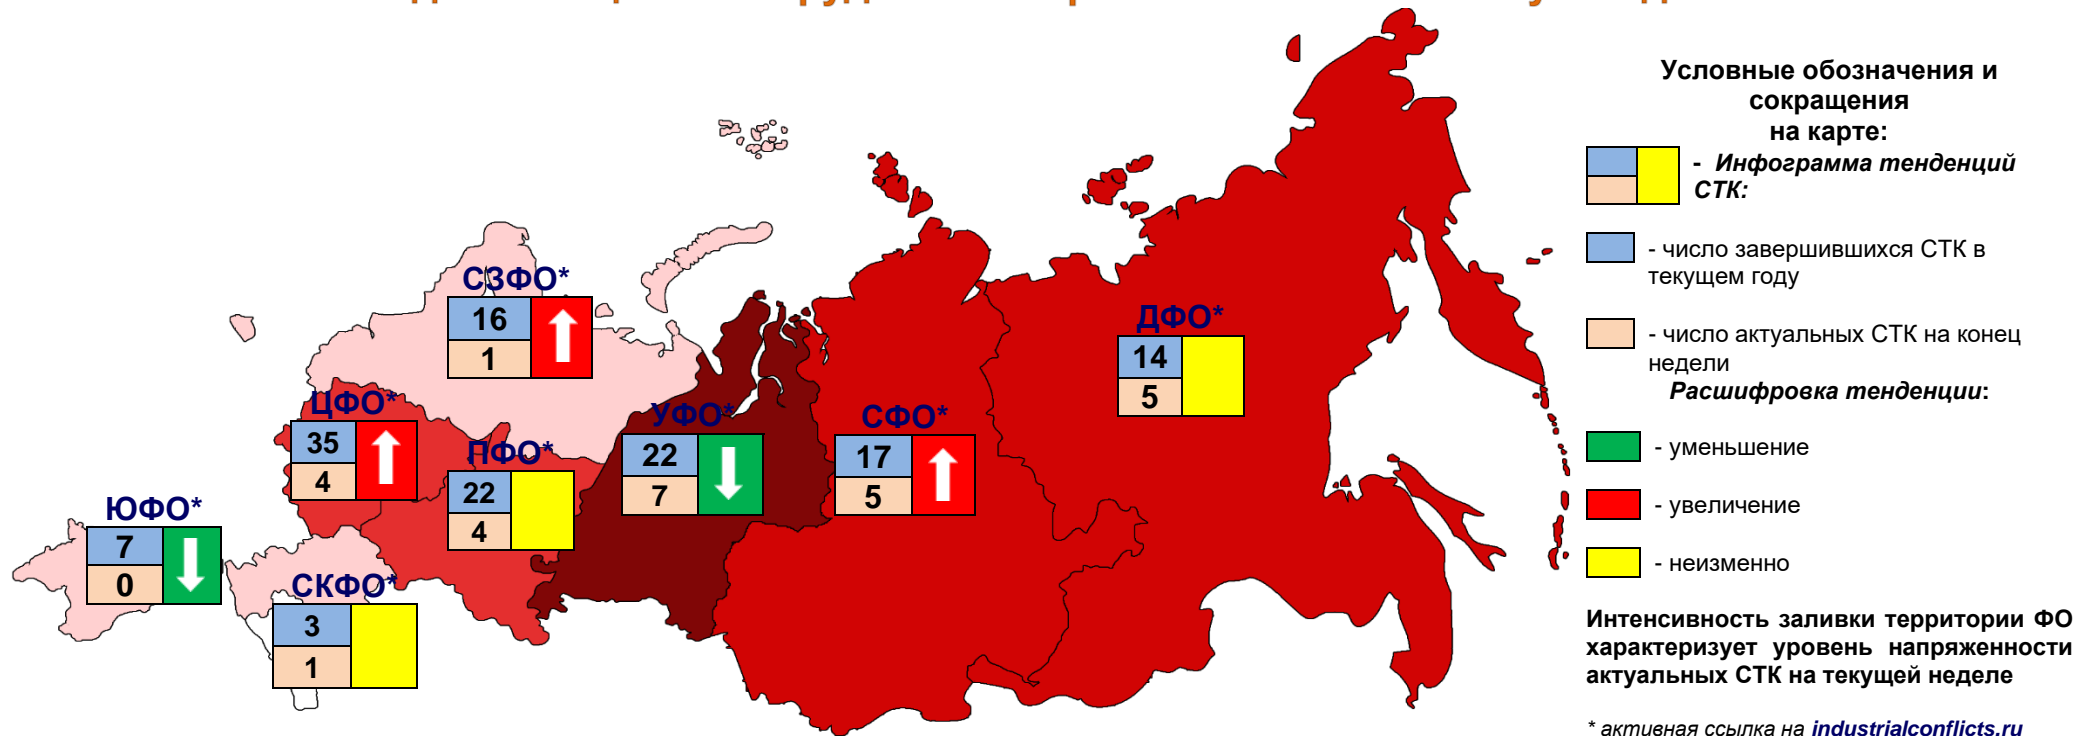 СЗФО*
16
1
ДФО*
14
5
ЦФО*
35
4
ПФО*
22
4
УФО*
22
7
СФО*
17
5
ЮФО*
7
0
СКФО*
3
1
Условные обозначения и
сокращения
на карте:
- Инфограмма тенденций
СТК:
- число завершившихся СТК в
текущем году
- число актуальных СТК на конец
недели
Расшифровка тенденции:
- уменьшение
- увеличение
- неизменно
Интенсивность заливки территории ФО
характеризует уровень напряженности
актуальных СТК на текущей неделе
* активная ссылка на industrialconflicts.ru